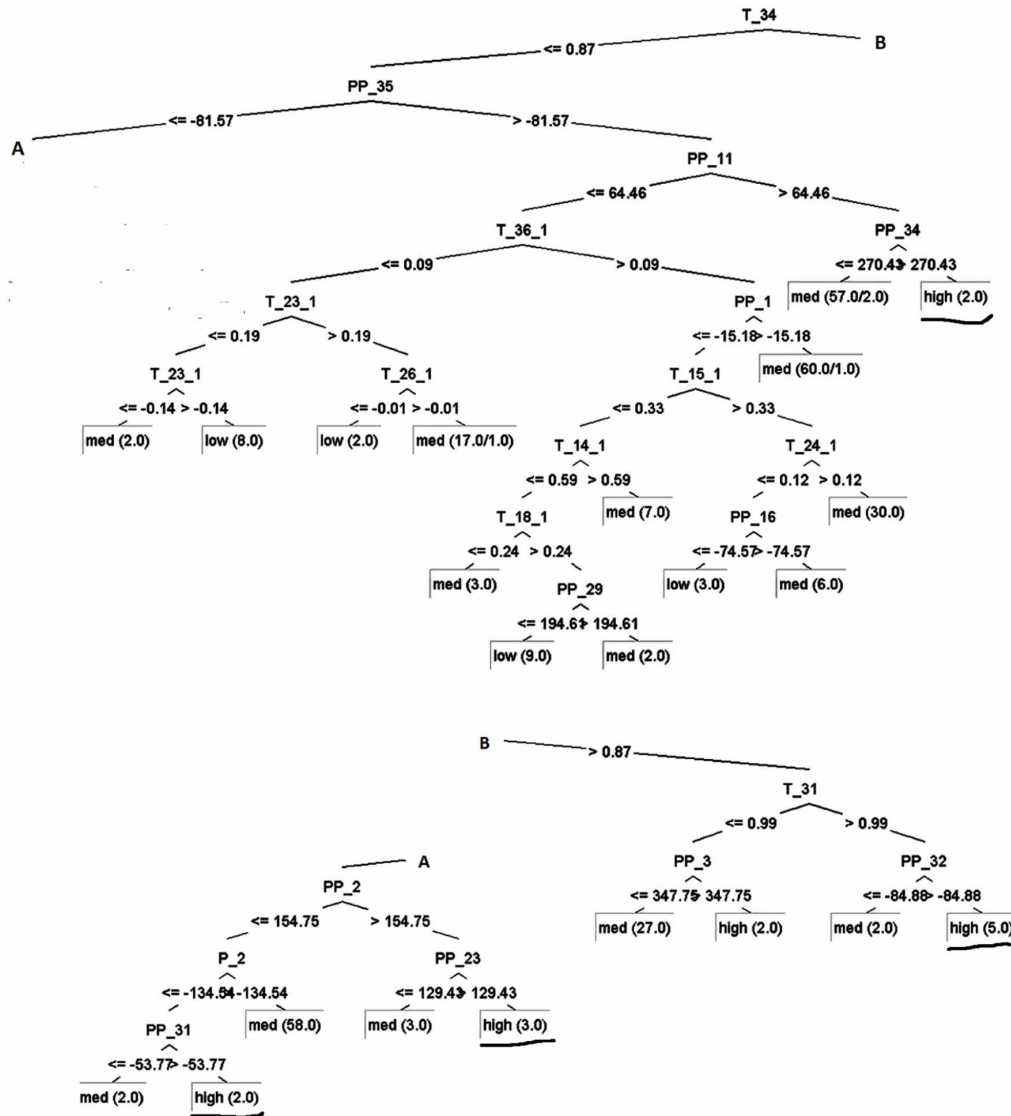 T_34
<= 0.87
B
PP_35
<= -81.57 > -81.57
A
PP_11
<= 64.46 > 64.46
T_36_1 PP_34
<= 0.09 > 0.09 <= 270.43 > 270.43
T_23_1 PP_1 med (57.0/2.0) high (2.0)
<= 0.19 > 0.19 <= -15.18 > -15.18
T_23_1 T_26_1 T_15_1 med (60.0/1.0)
<= -0.14 > -0.14 <= -0.01 > -0.01 <= 0.33 > 0.33
med (2.0) low (8.0) low (2.0) med (17.0/1.0) T_14_1 T_24_1
<= 0.59 > 0.59 <= 0.12 > 0.12
T_18_1 med (7.0) PP_16 med (30.0)
<= 0.24 > 0.24 <= -74.57 > -74.57
med (3.0) PP_29 low (3.0) med (6.0)
<= 194.61 > 194.61
low (9.0) med (2.0)
B
> 0.87
T_31
<= 0.99 > 0.99
PP_3 PP_32
<= 347.75 > 347.75 <= -84.88 > -84.88
med (27.0) high (2.0) med (2.0) high (5.0)
A
PP_2
<= 154.75 > 154.75
P_2 PP_23
<= -134.54 > -134.54 <= 129.43 > 129.43
PP_31 med (58.0) med (3.0) high (3.0)
<= -53.77 > -53.77
med (2.0) high (2.0)